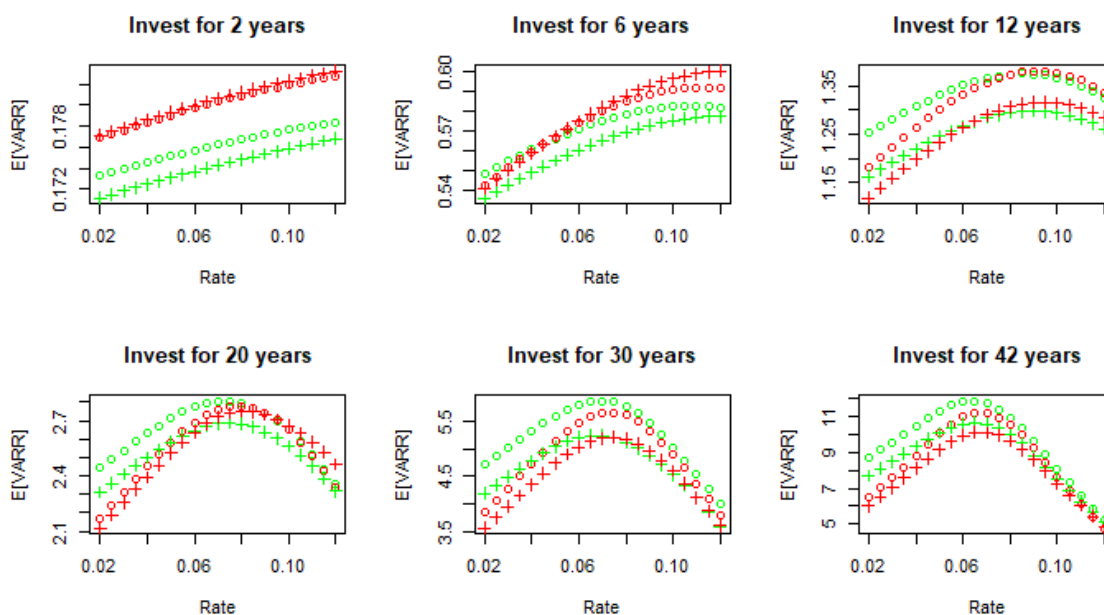 Invest for 2 years
E[VARR]
0.172
0.178
0.02
0.06
0.10
Rate
Invest for 6 years
E[VARR]
0.54
0.57
0.60
0.02
0.06
0.10
Rate
Invest for 12 years
E[VARR]
1.15
1.25
1.35
0.02
0.06
0.10
Rate
Invest for 20 years
E[VARR]
2.1
2.4
2.7
0.02
0.06
0.10
Rate
Invest for 30 years
E[VARR]
3.5
4.5
5.5
0.02
0.06
0.10
Rate
Invest for 42 years
E[VARR]
5
7
9
11
0.02
0.06
0.10
Rate